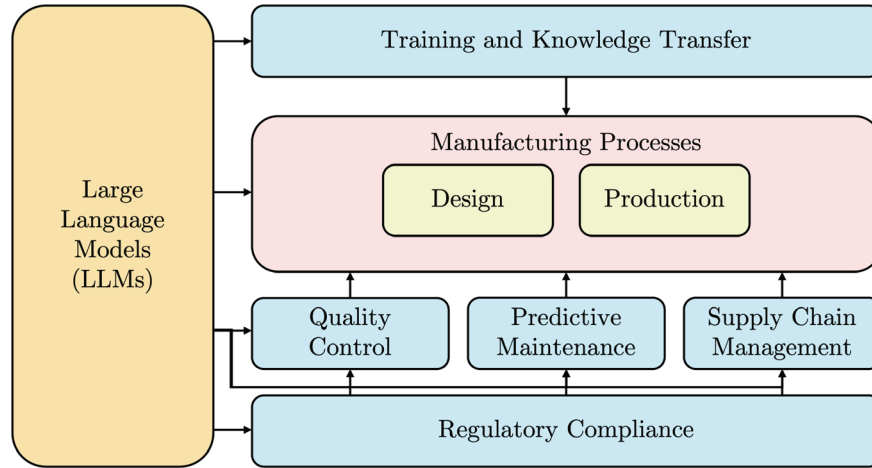 Training and Knowledge Transfer
Manufacturing Processes
Large
Language
Models
(LLMs)
Design
Production
Quality
Control
Predictive
Maintenance
Supply Chain
Management
Regulatory Compliance